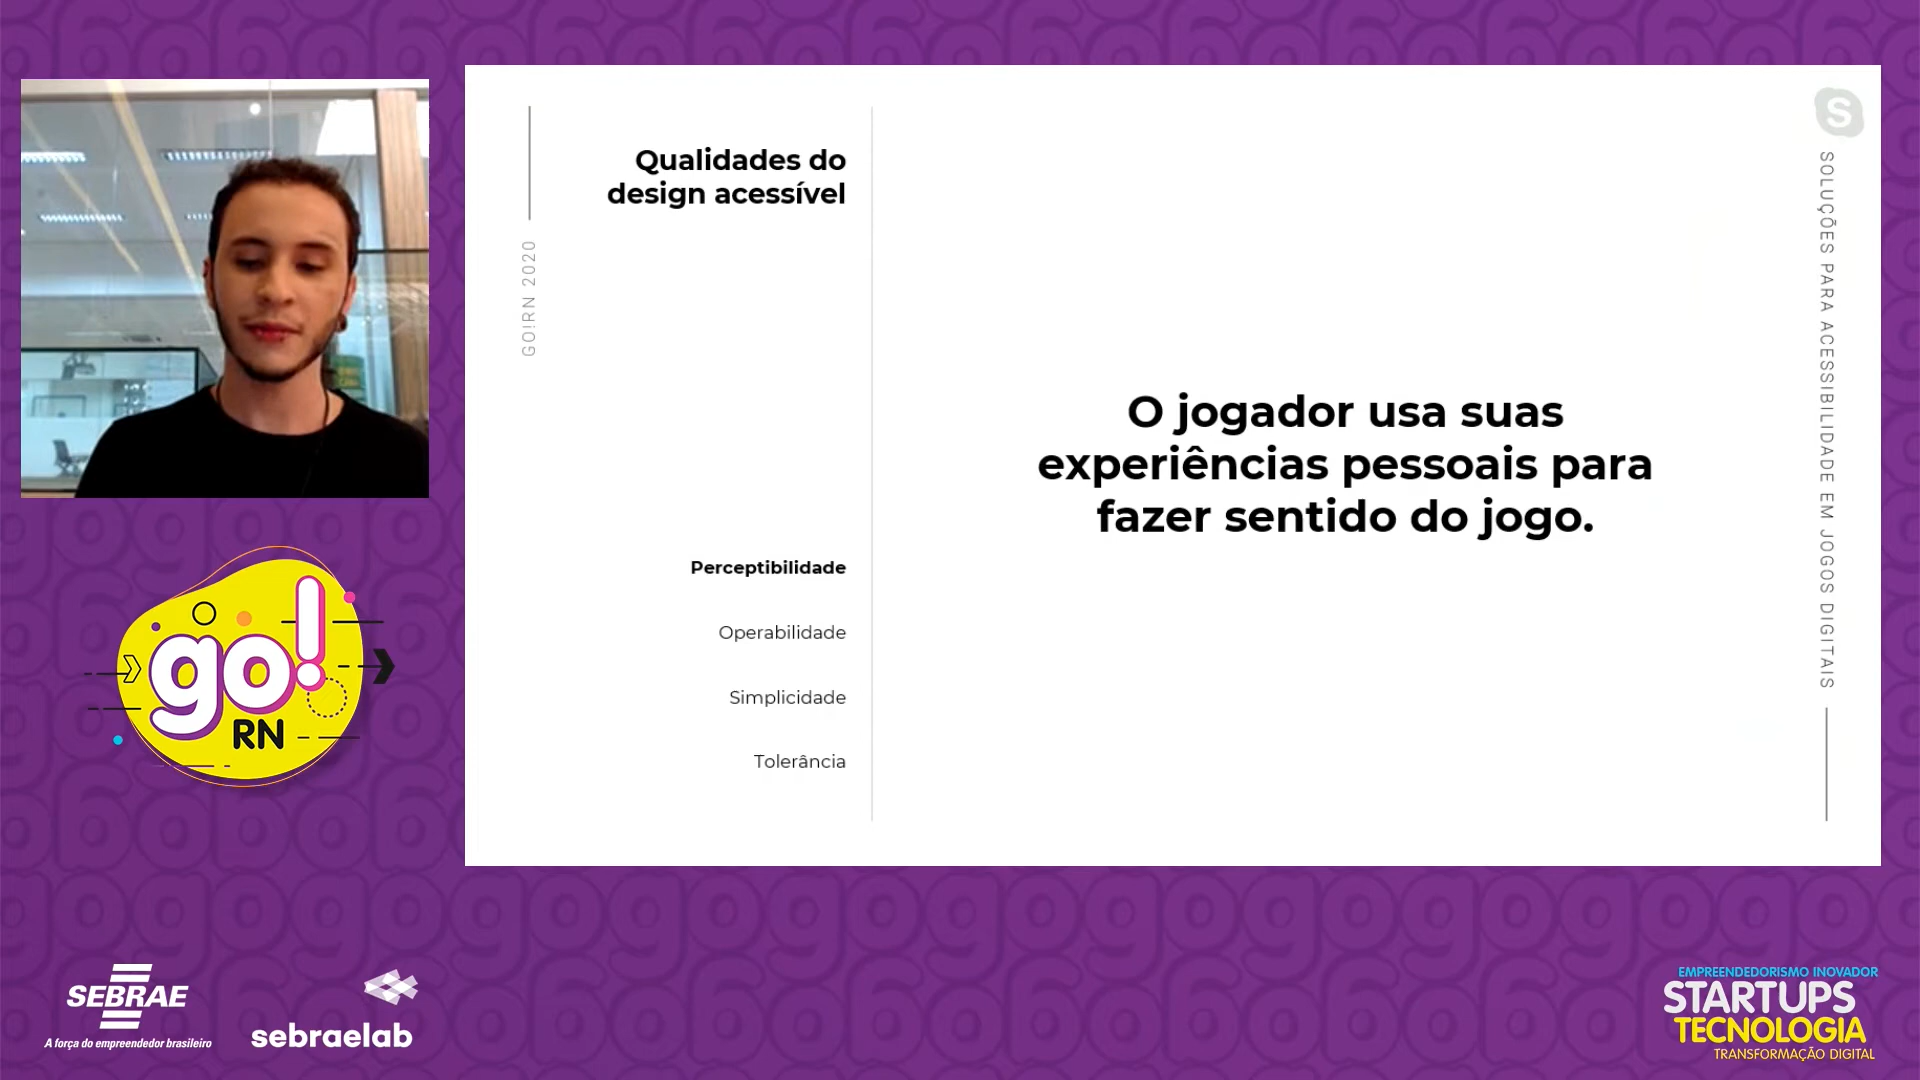 Qualidades do
design acessível
GO!RN 2020
Perceptibilidade
Operabilidade
Simplicidade
Tolerância
O jogador usa suas
experiências pessoais para
fazer sentido do jogo.
S
SOLUÇÕES PARA ACESSIBILIDADE EM JOGOS DIGITAIS
go!
RN
SEBRAE
A força do empreendedor brasileiro
sebraelab
EMPREENDEDORISMO INOVADOR
STARTUPS
TECNOLOGIA
TRANSFORMAÇÃO DIGITAL